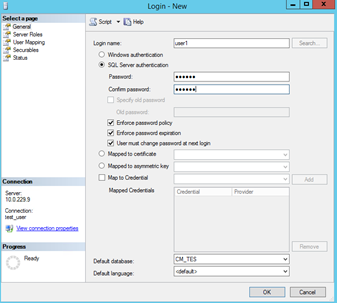 Login - New
Select a page
General
Server Roles
User Mapping
Securables
Status
Script
Help
Login name:
user1
Search...
Windows authentication
SQL Server authentication
Password:
●●●●●●
Confirm password:
●●●●●●
Specify old password
Old password:
Enforce password policy
Enforce password expiration
User must change password at next login
Mapped to certificate
Mapped to asymmetric key
Map to Credential
Add
Mapped Credentials
Credential
Provider
Remove
Default database:
CM_TES
Default language:
<default>
Connection
Server:
10.0.229.9
Connection:
test_user
View connection properties
Progress
Ready
OK
Cancel